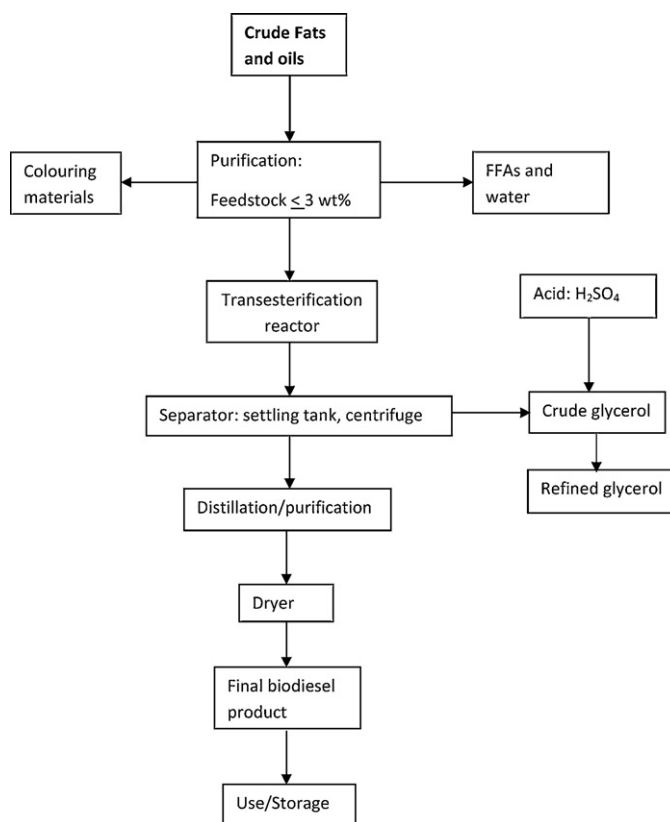 Crude Fats
and oils
Colouring
materials
Purification:
Feedstock ≤ 3 wt%
FFAs and
water
Transesterification
reactor
Acid: H₂SO₄
Separator: settling tank, centrifuge
Crude glycerol
Refined glycerol
Distillation/purification
Dryer
Final biodiesel
product
Use/Storage